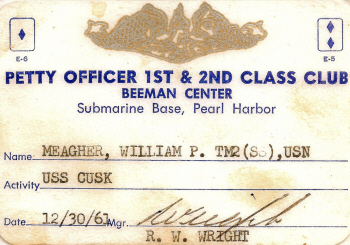 E-6 E-5
PETTY OFFICER 1ST & 2ND CLASS CLUB
BEEMAN CENTER
Submarine Base, Pearl Harbor
Name MEAGHER, WILLIAM P. TM2(SS),USN
Activity USS CUSK
Date 12/30/61 Mgr. RWWright
R. W. WRIGHT